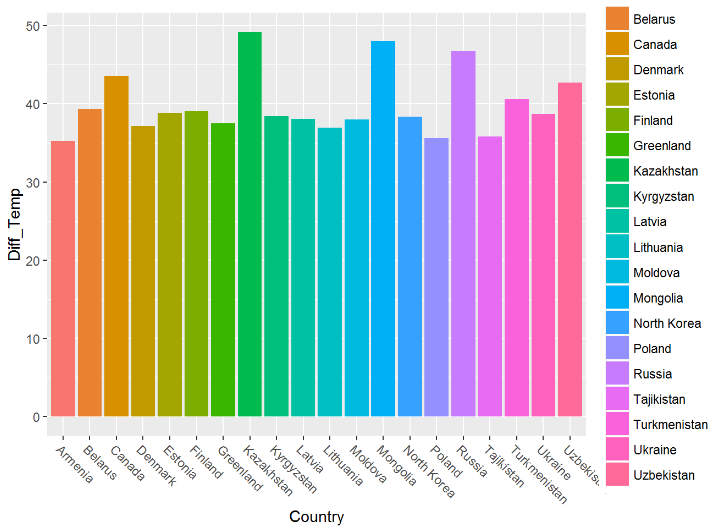 50
40
30
20
10
0
Diff_Temp
Armenia
Belarus
Canada
Denmark
Estonia
Finland
Greenland
Kazakhstan
Kyrgyzstan
Latvia
Lithuania
Moldova
Mongolia
North Korea
Poland
Russia
Tajikistan
Turkmenistan
Ukraine
Uzbekis
Country
Belarus
Canada
Denmark
Estonia
Finland
Greenland
Kazakhstan
Kyrgyzstan
Latvia
Lithuania
Moldova
Mongolia
North Korea
Poland
Russia
Tajikistan
Turkmenistan
Ukraine
Uzbekistan